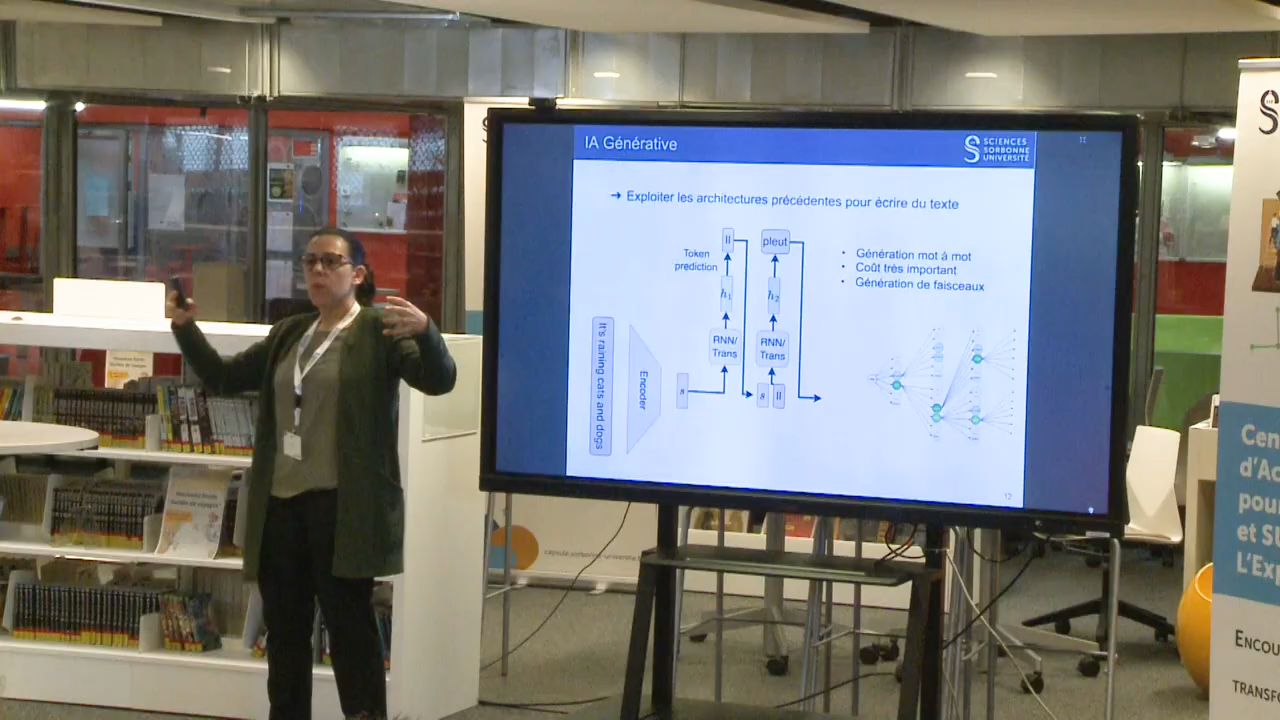 IA Générative
SCIENCES
SORBONNE
UNIVERSITÉ
➔ Exploiter les architectures précédentes pour écrire du texte
Token
prediction
Il
pleut
h₁
h₂
RNN/
Trans
RNN/
Trans
It's raining cats and dogs
Encoder
s
s
Il
• Génération mot à mot
• Coût très important
• Génération de faisceaux
12
S
Cen
d'Ac
pou
et SU
L'Exp
ENCOU
TRANSFO